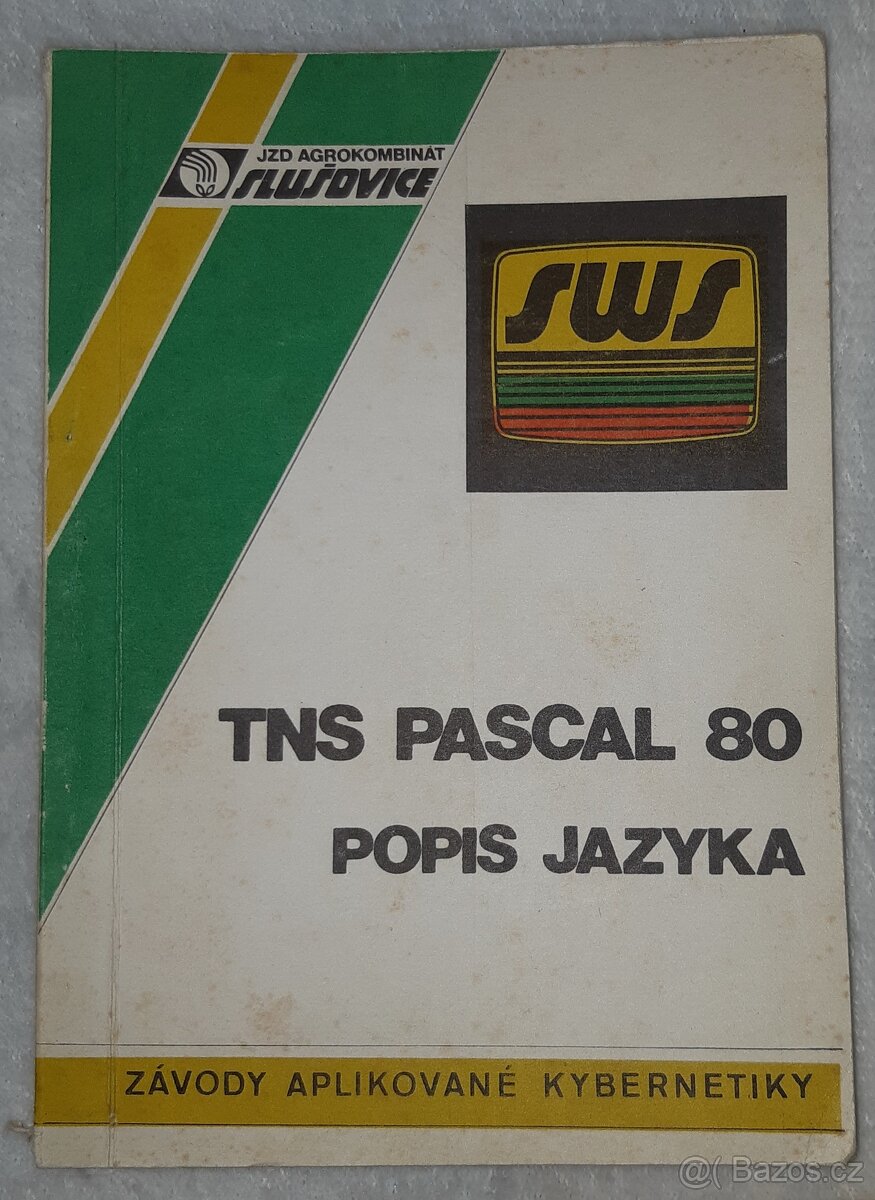 JZD AGROKOMBINÁT
SLUŠOVICE
SWS
TNS PASCAL 80
POPIS JAZYKA
ZÁVODY APLIKOVANÉ KYBERNETIKY
@( Bazos.cz